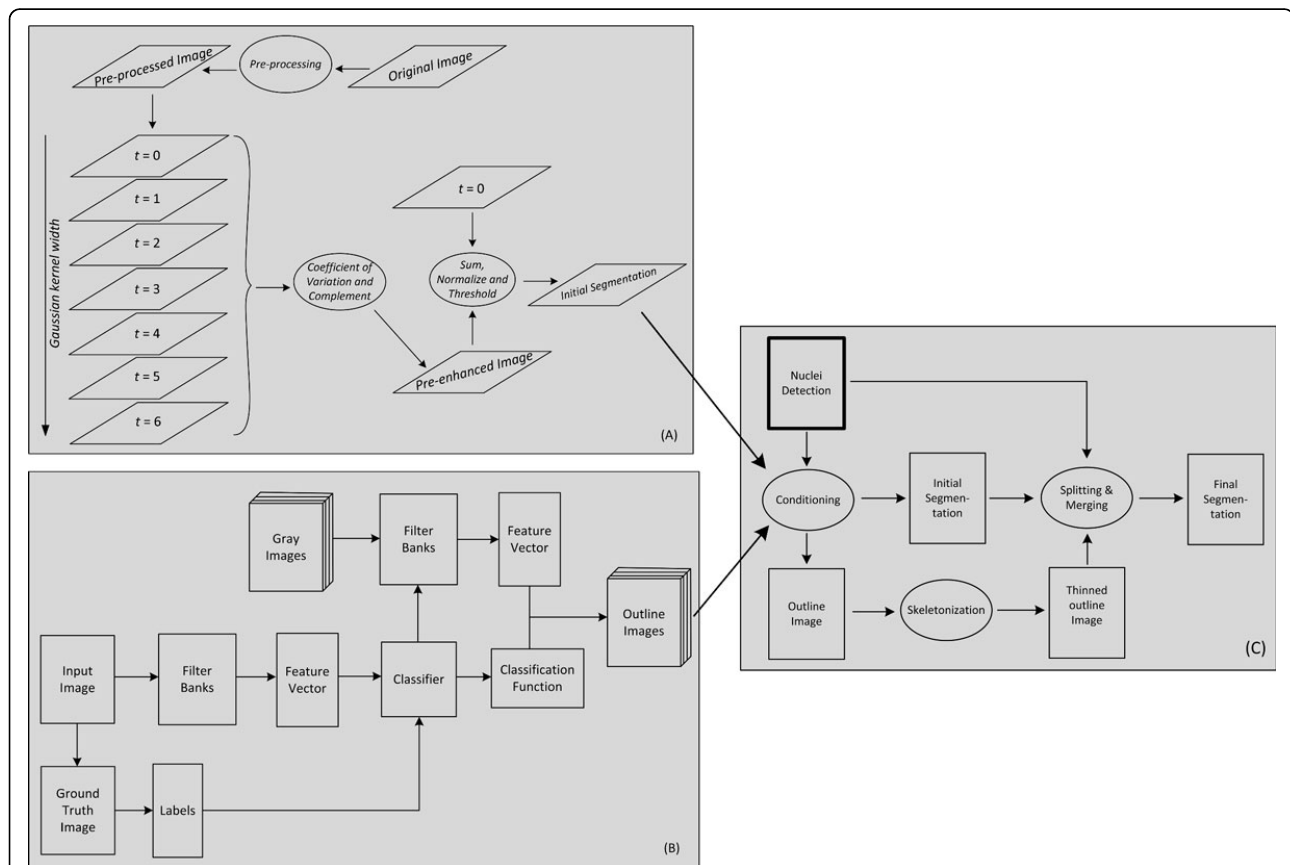 Pre-processed Image
Pre-processing
Original Image
Gaussian kernel width
t = 0
t = 1
t = 2
t = 3
t = 4
t = 5
t = 6
Coefficient of
Variation and
Complement
t = 0
Sum,
Normalize and
Threshold
Initial Segmentation
Pre-enhanced Image
(A)
Gray
Images
Filter
Banks
Feature
Vector
Outline
Images
Input
Image
Filter
Banks
Feature
Vector
Classifier
Classification
Function
Ground
Truth
Image
Labels
(B)
Nuclei
Detection
Conditioning
Initial
Segmen-
tation
Splitting &
Merging
Final
Segmen-
tation
Outline
Image
Skeletonization
Thinned
outline
Image
(C)